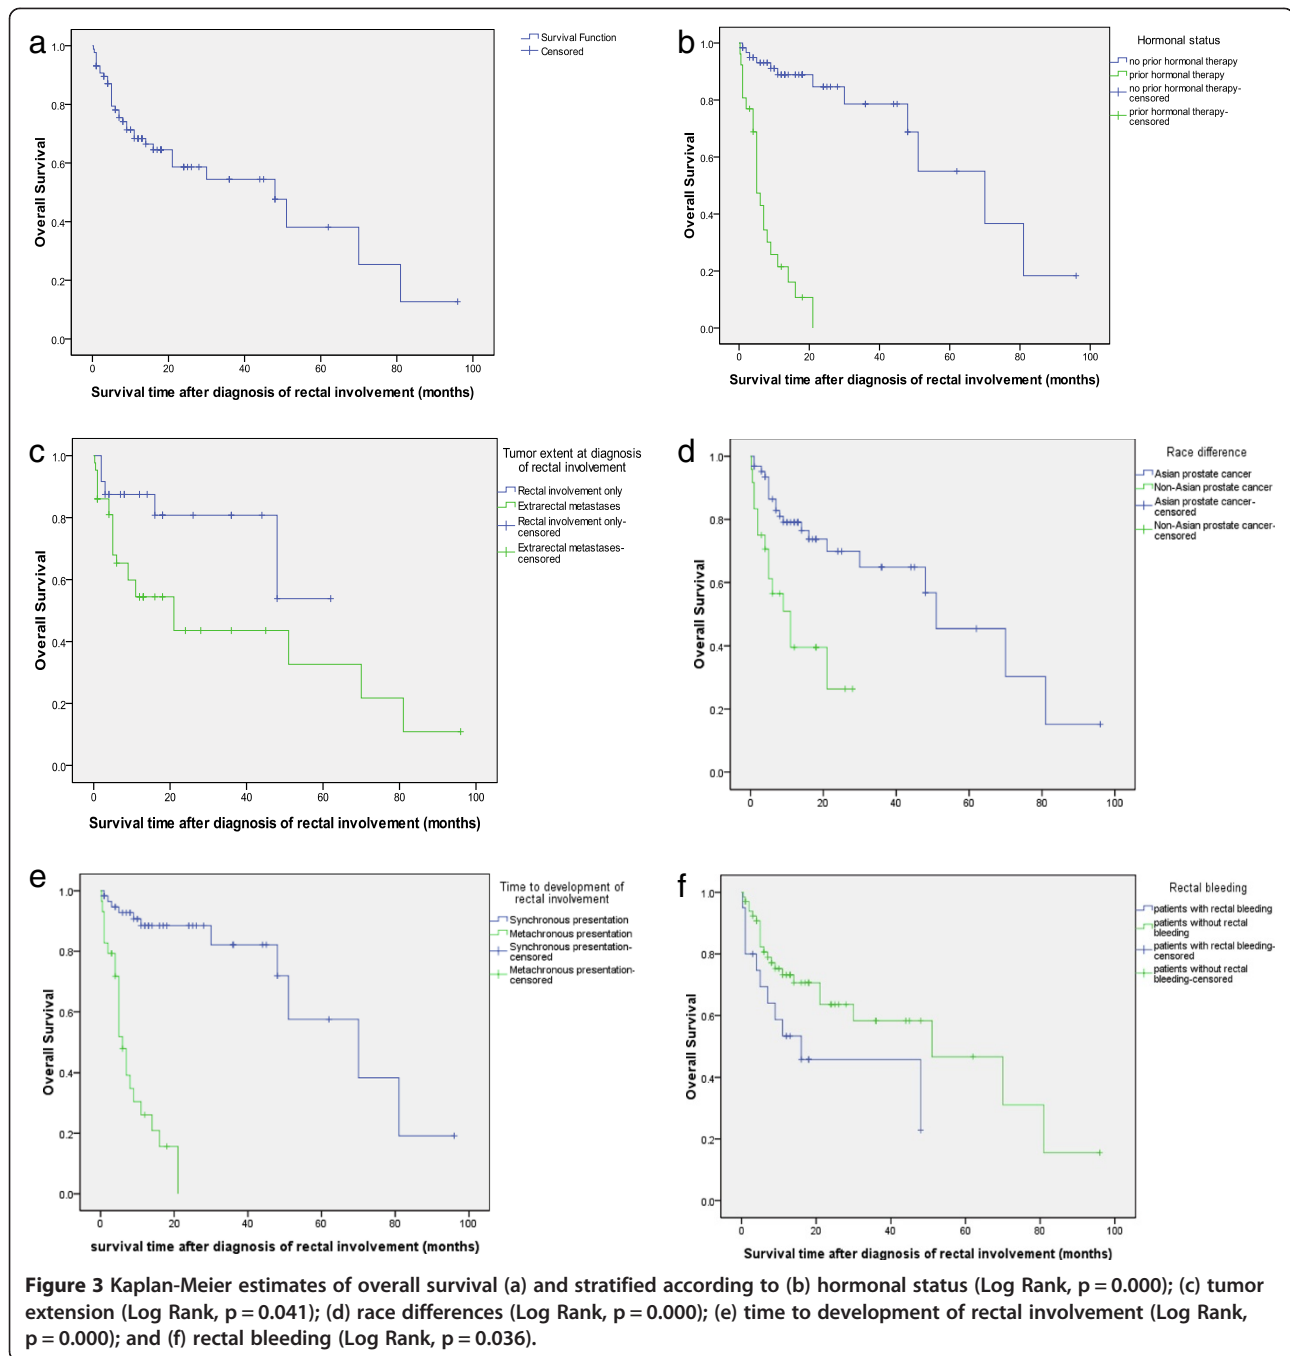 a
Survival Function
Censored
1.0
0.8
0.6
0.4
0.2
0.0
Overall Survival
0 20 40 60 80 100
Survival time after diagnosis of rectal involvement (months)
b
Hormonal status
no prior hormonal therapy
prior hormonal therapy
no prior hormonal therapy-
censored
prior hormonal therapy-
censored
1.0
0.8
0.6
0.4
0.2
0.0
Overall Survival
0 20 40 60 80 100
Survival time after diagnosis of rectal involvement (months)
c
Tumor extent at diagnosis
of rectal involvement
Rectal involvement only
Extrarectal metastases
Rectal involvement only-
censored
Extrarectal metastases-
censored
1.0
0.8
0.6
0.4
0.2
0.0
Overall Survival
0 20 40 60 80 100
Survival time after diagnosis of rectal involvement (months)
d
Race difference
Asian prostate cancer
Non-Asian prostate cancer
Asian prostate cancer-
censored
Non-Asian prostate cancer-
censored
1.0
0.8
0.6
0.4
0.2
0.0
Overall Survival
0 20 40 60 80 100
e
Time to development of
rectal involvement
Synchronous presentation
Metachronous presentation
Synchronous presentation-
censored
Metachronous presentation-
censored
1.0
0.8
0.6
0.4
0.2
0.0
Overall Survival
0 20 40 60 80 100
survival time after diagnosis of rectal involvement (months)
f
Rectal bleeding
patients with rectal bleeding
patients without rectal
bleeding
patients with rectal bleeding-
censored
patients without rectal
bleeding-censored
1.0
0.8
0.6
0.4
0.2
0.0
Overall Survival
0 20 40 60 80 100
Survival time after diagnosis of rectal involvement (months)
Figure 3 Kaplan-Meier estimates of overall survival (a) and stratified according to (b) hormonal status (Log Rank, p = 0.000); (c) tumor
extension (Log Rank, p = 0.041); (d) race differences (Log Rank, p = 0.000); (e) time to development of rectal involvement (Log Rank,
p = 0.000); and (f) rectal bleeding (Log Rank, p = 0.036).